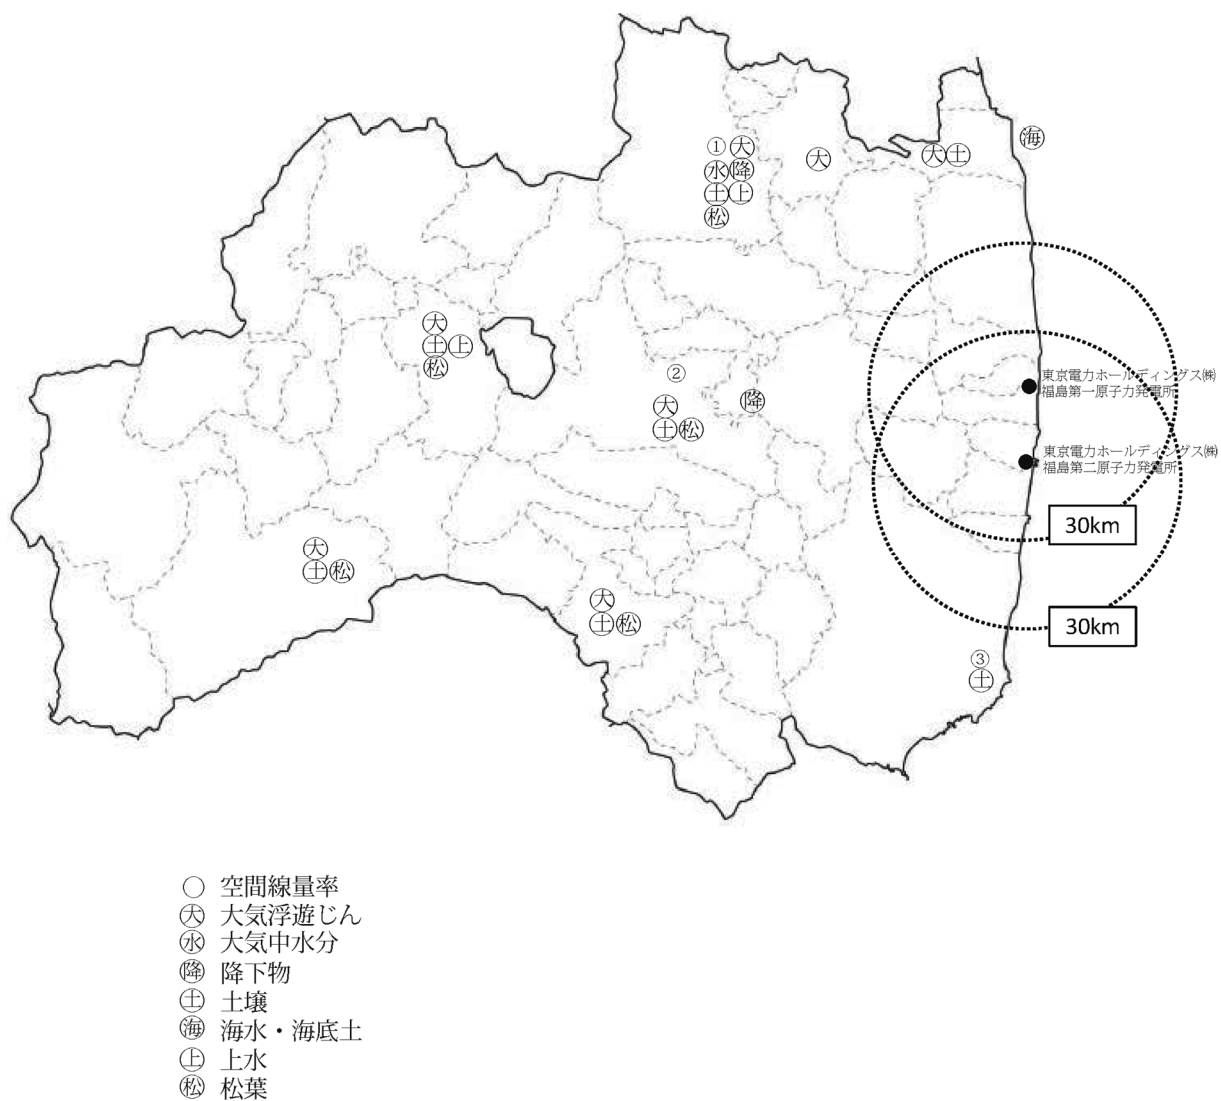 海
① 大
水 降
土 上
松
大
大 土
大
土 上
松
②
大
土 松
降
東京電力ホールディングス㈱
福島第一原子力発電所
東京電力ホールディングス㈱
福島第二原子力発電所
30km
大
土 松
大
土 松
30km
③
土
○ 空間線量率
大 大気浮遊じん
水 大気中水分
降 降下物
土 土壌
海 海水・海底土
上 上水
松 松葉